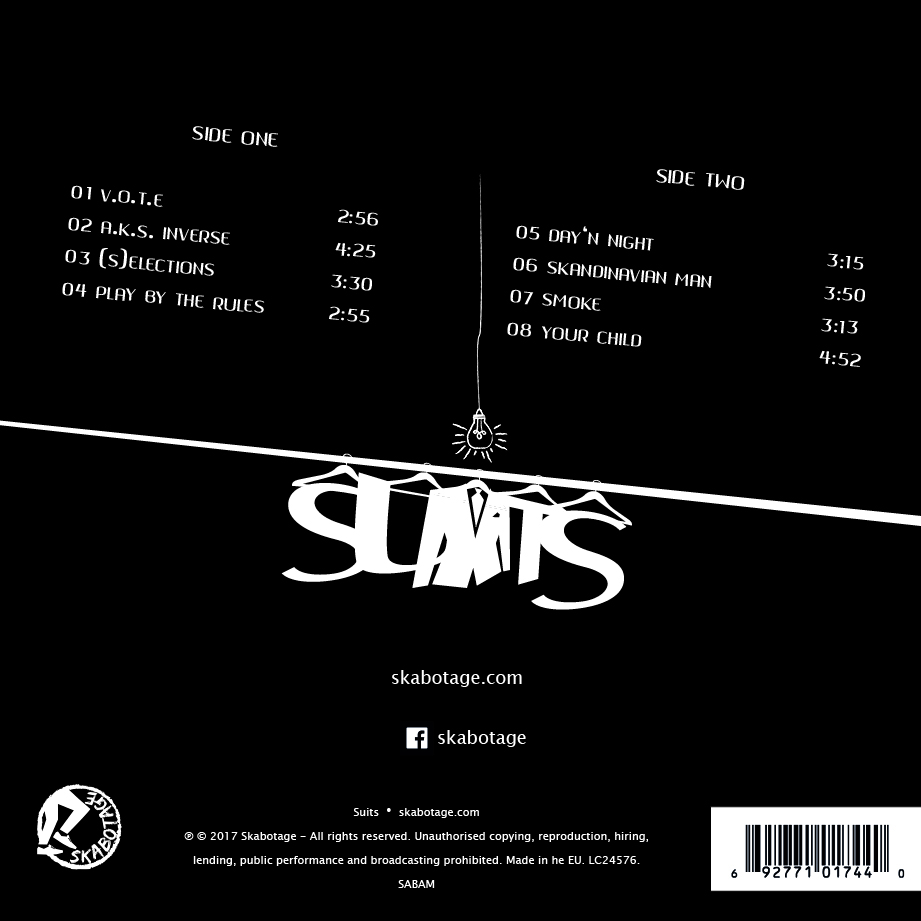 SIDE ONE
01 V.O.T.E 2:56
02 A.K.S. INVERSE 4:25
03 (S)ELECTIONS 3:30
04 PLAY BY THE RULES 2:55
SIDE TWO
05 DAY'N NIGHT 3:15
06 SKANDINAVIAN MAN 3:50
07 SMOKE 3:13
08 YOUR CHILD 4:52
SUITS
skabotage.com
skabotage
SKABOTAGE
Suits • skabotage.com
℗ © 2017 Skabotage - All rights reserved. Unauthorised copying, reproduction, hiring,
lending, public performance and broadcasting prohibited. Made in he EU. LC24576.
SABAM
6 92771 01744 0